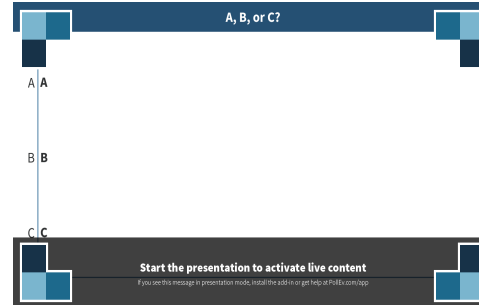 A, B, or C?
A A
B B
C C
Start the presentation to activate live content
If you see this message in presentation mode, install the add-in or get help at PollEv.com/app